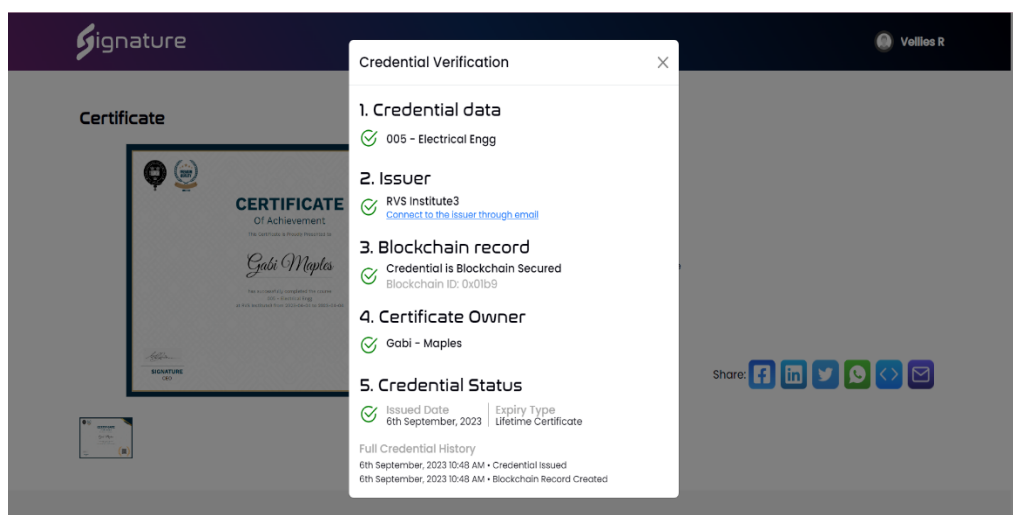 Signature
Vellies R
Certificate
CERTIFICATE
Of Achievement
Gabi Maples
SIGNATURE
CEO
Credential Verification
1. Credential data
005 - Electrical Engg
2. Issuer
RVS Institute3
Connect to the issuer through email
3. Blockchain record
Credential is Blockchain Secured
Blockchain ID: 0x01b9
4. Certificate Owner
Gabi - Maples
5. Credential Status
Issued Date
6th September, 2023
Expiry Type
Lifetime Certificate
Full Credential History
6th September, 2023 10:48 AM • Credential Issued
6th September, 2023 10:48 AM • Blockchain Record Created
Share: